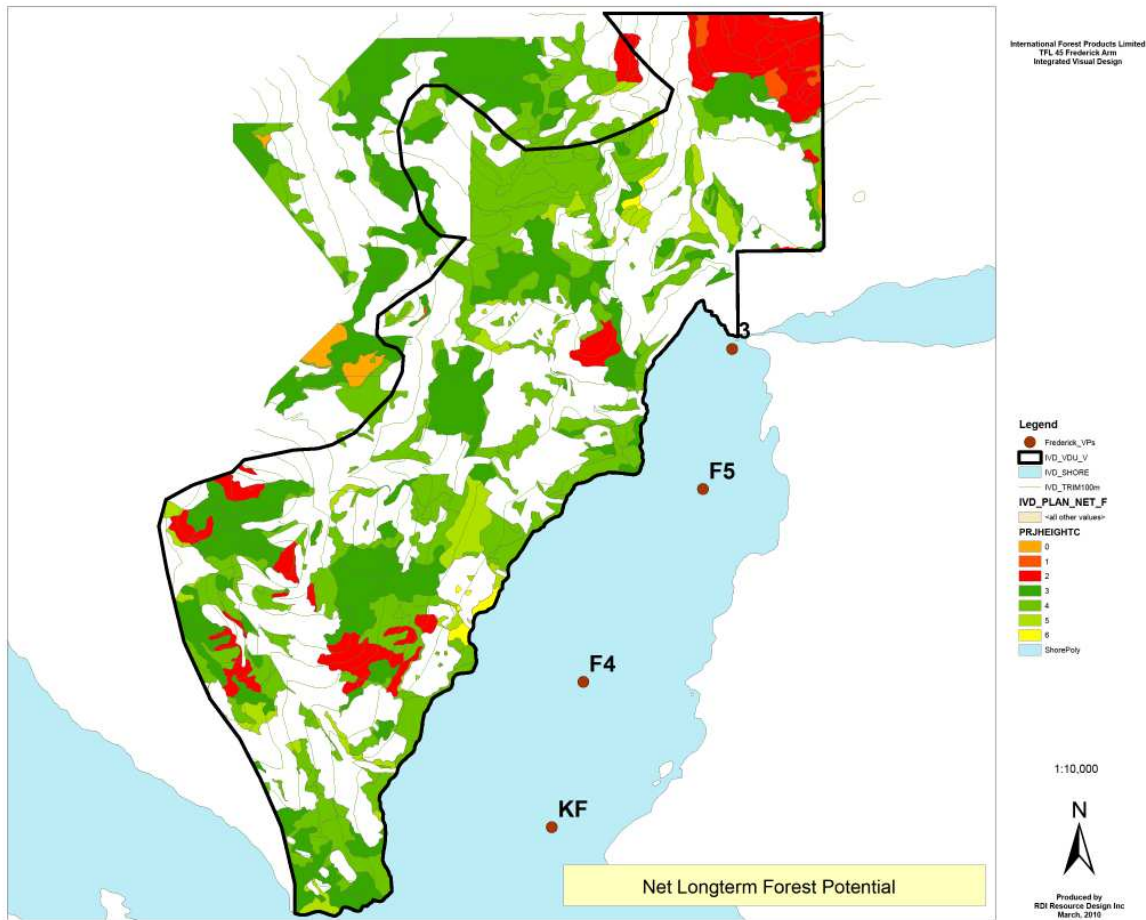 International Forest Products Limited
TFL 45 Frederick Arm
Integrated Visual Design
3
F5
F4
KF
Legend
Frederick_VPs
IVD_VDU_V
IVD_SHORE
IVD_TRIM100m
IVD_PLAN_NET_F
<all other values>
PRJHEIGHTC
0
1
2
3
4
5
6
ShorePoly
1:10,000
N
Net Longterm Forest Potential
Produced by
RDI Resource Design Inc
March, 2010